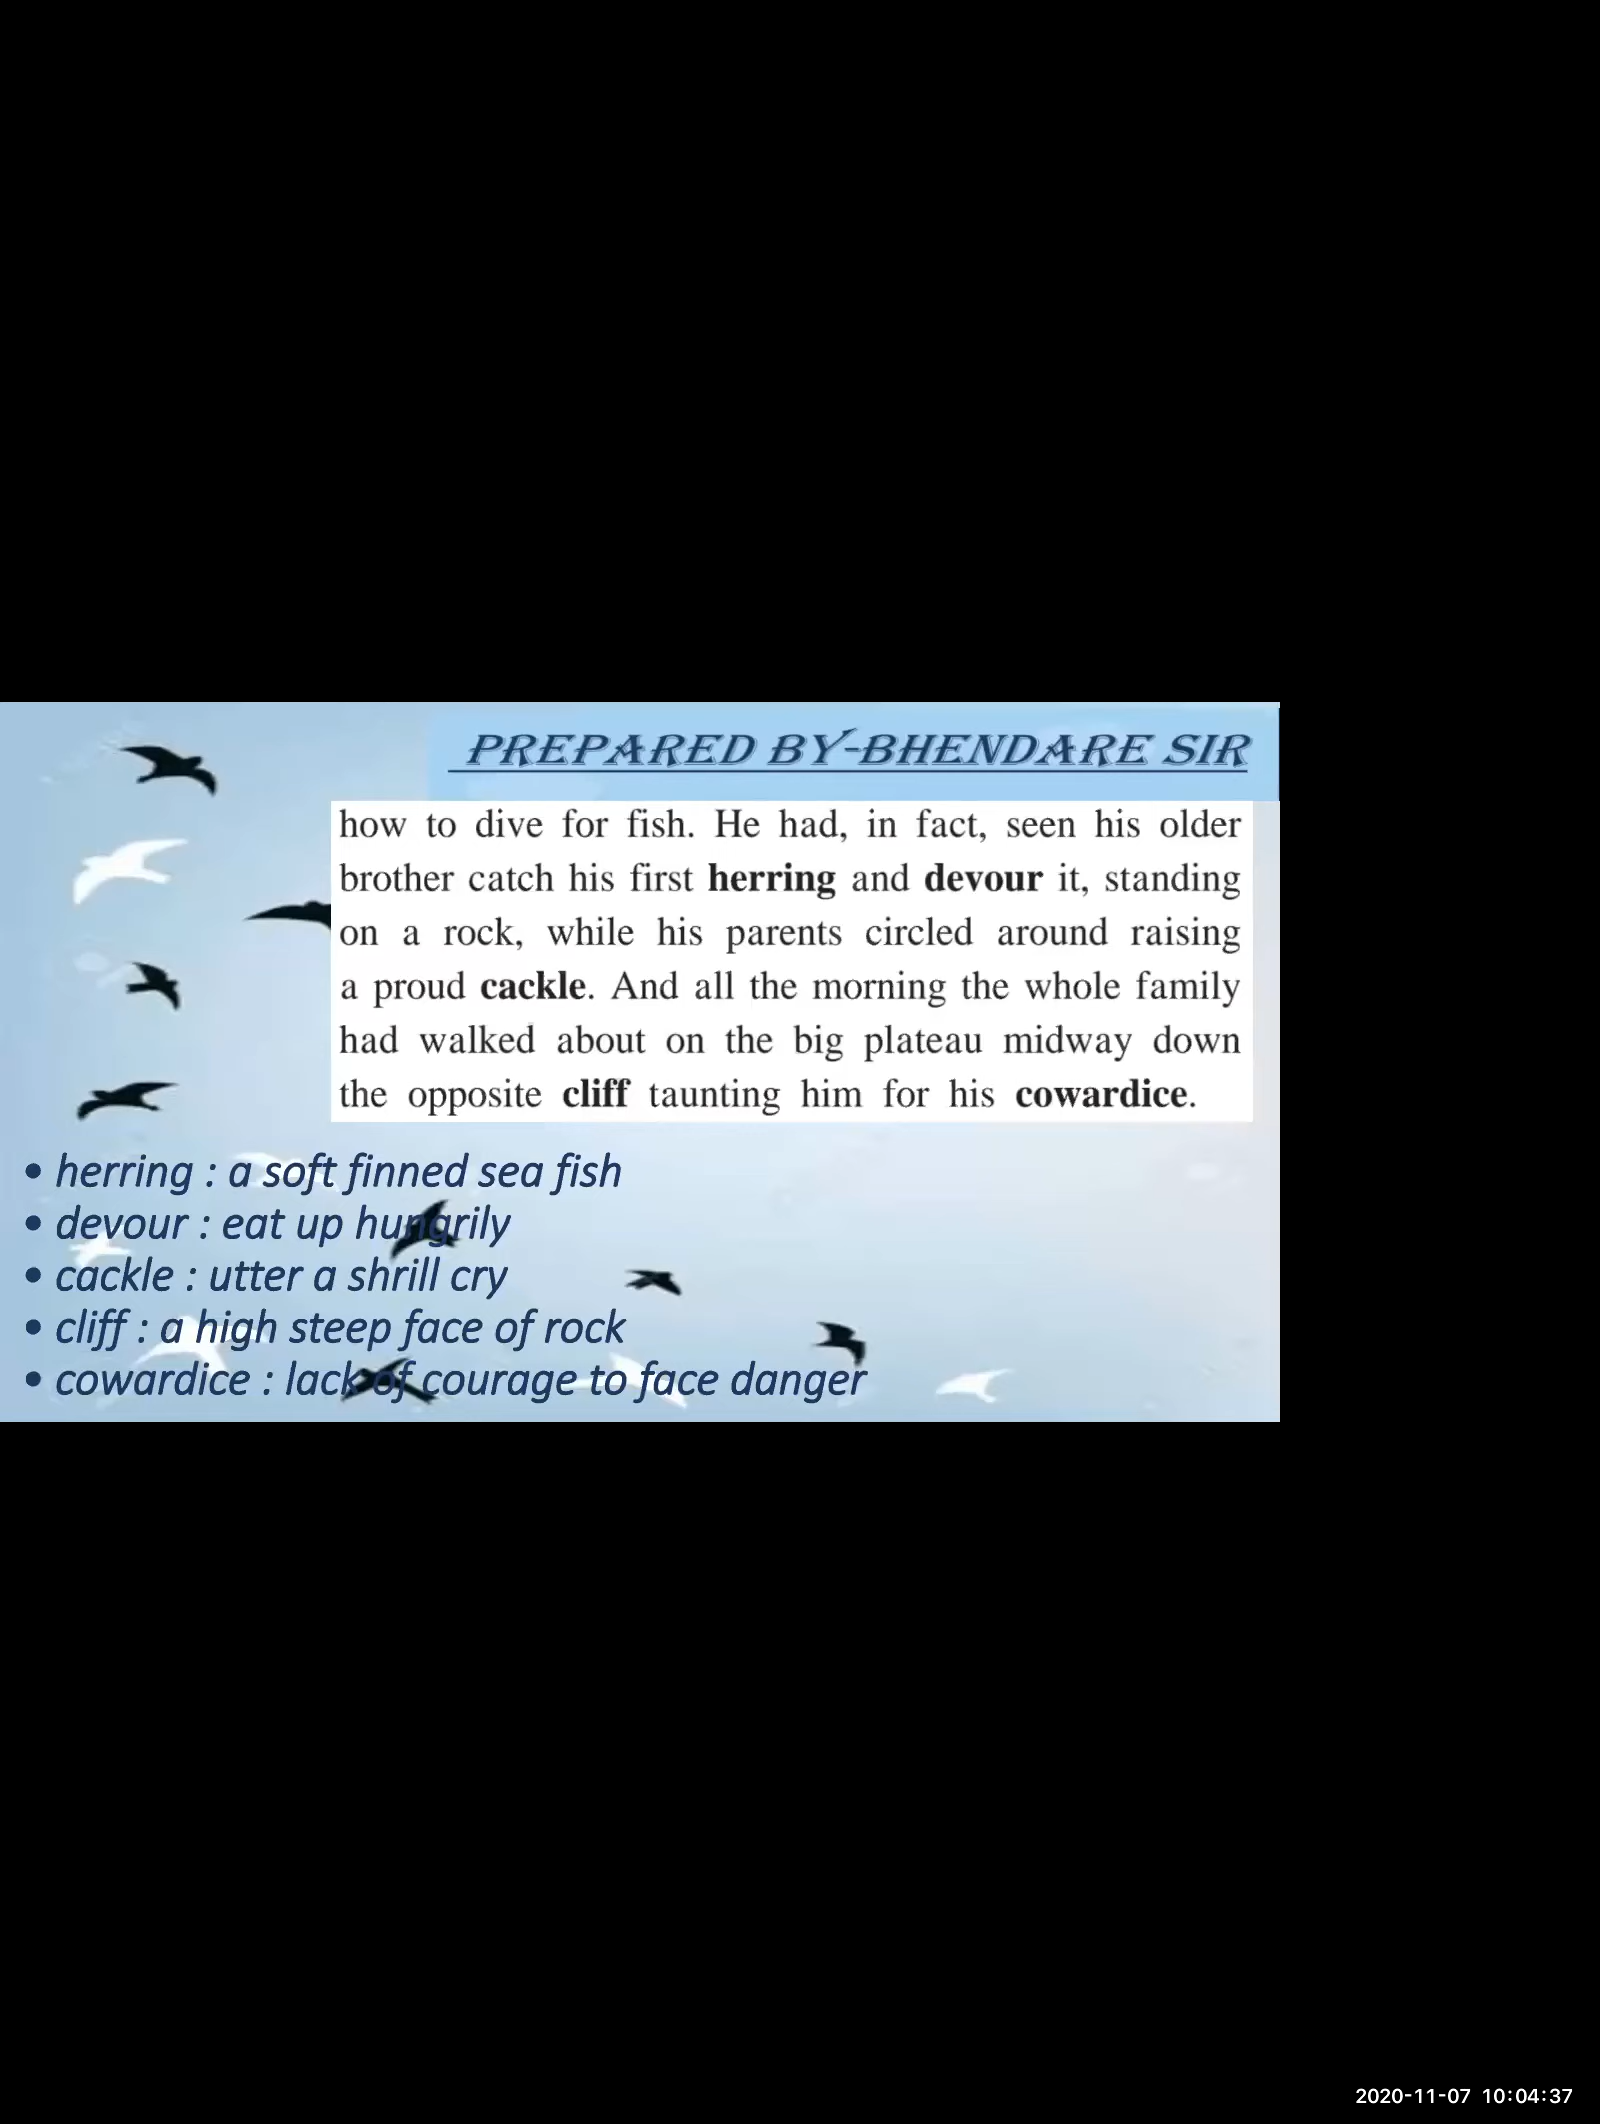 PREPARED BY-BHENDARE SIR
how to dive for fish. He had, in fact, seen his older
brother catch his first herring and devour it, standing
on a rock, while his parents circled around raising
a proud cackle. And all the morning the whole family
had walked about on the big plateau midway down
the opposite cliff taunting him for his cowardice.
• herring : a soft finned sea fish
• devour : eat up hungrily
• cackle : utter a shrill cry
• cliff : a high steep face of rock
• cowardice : lack of courage to face danger
2020-11-07 10:04:37